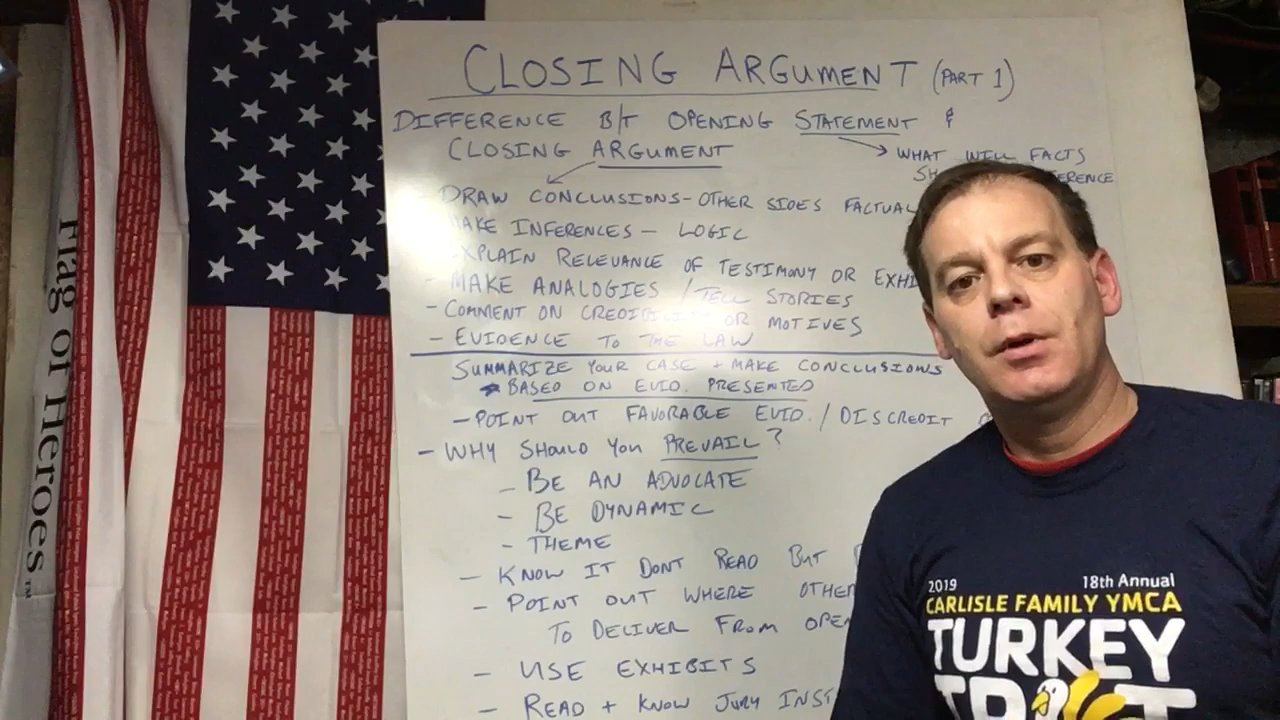 CLOSING ARGUMENT (PART 1)
DIFFERENCE B/T OPENING STATEMENT &
CLOSING ARGUMENT
WHAT WILL FACTS
- DRAW CONCLUSIONS - OTHER SIDES FACTUAL
INFERENCES - LOGIC
RELEVANCE OF TESTIMONY OR
- MAKE ANALOGIES / TELL STORIES
- COMMENT ON CREDIBILITY OR MOTIVES
- EVIDENCE TO THE LAW
SUMMARIZE YOUR CASE + MAKE CONCLUSIONS
BASED ON EVID. PRESENTED
- POINT OUT FAVORABLE EVID. / DISCREDIT
- WHY SHOULD YOU PREVAIL?
- BE AN ADVOCATE
- BE DYNAMIC
- THEME
- KNOW IT DONT READ BUT
- POINT OUT WHERE OTHER
TO DELIVER FROM
- USE EXHIBITS
- READ + KNOW JURY
Flag of Heroes™
2019 18th Annual
CARLISLE FAMILY YMCA
TURKEY